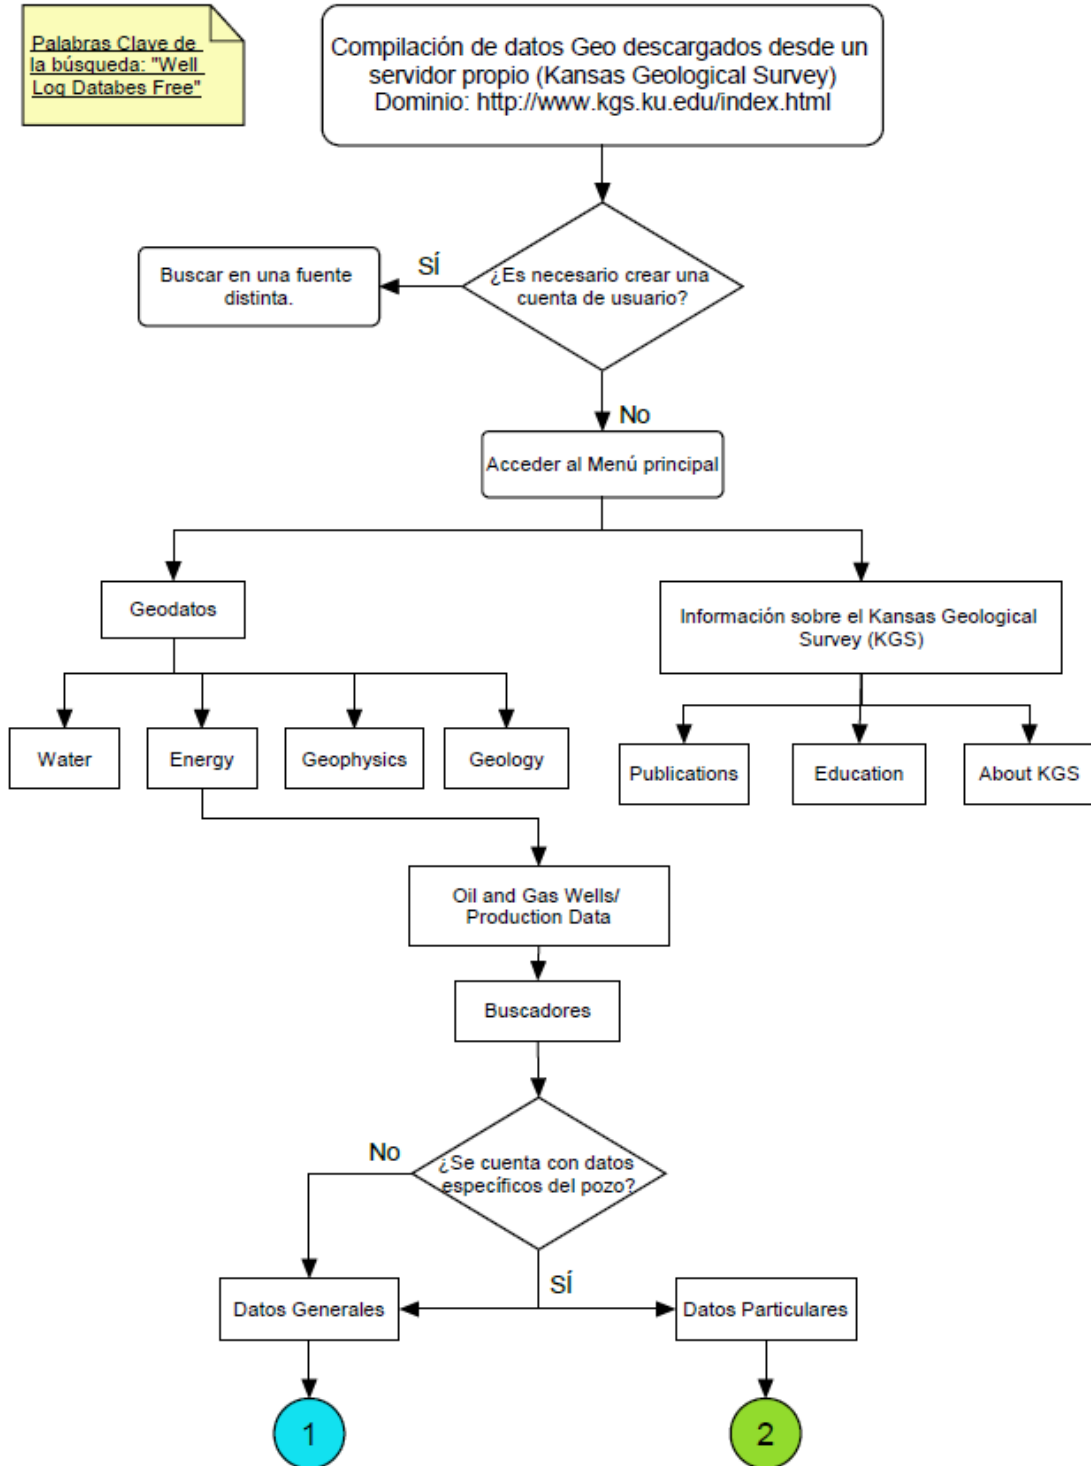 Palabras Clave de
la búsqueda: "Well
Log Databes Free"
Compilación de datos Geo descargados desde un
servidor propio (Kansas Geological Survey)
Dominio: http://www.kgs.ku.edu/index.html
¿Es necesario crear una
cuenta de usuario?
SÍ
Buscar en una fuente
distinta.
No
Acceder al Menú principal
Geodatos
Información sobre el Kansas Geological
Survey (KGS)
Water
Energy
Geophysics
Geology
Publications
Education
About KGS
Oil and Gas Wells/
Production Data
Buscadores
¿Se cuenta con datos
específicos del pozo?
No
SÍ
Datos Generales
Datos Particulares
1
2